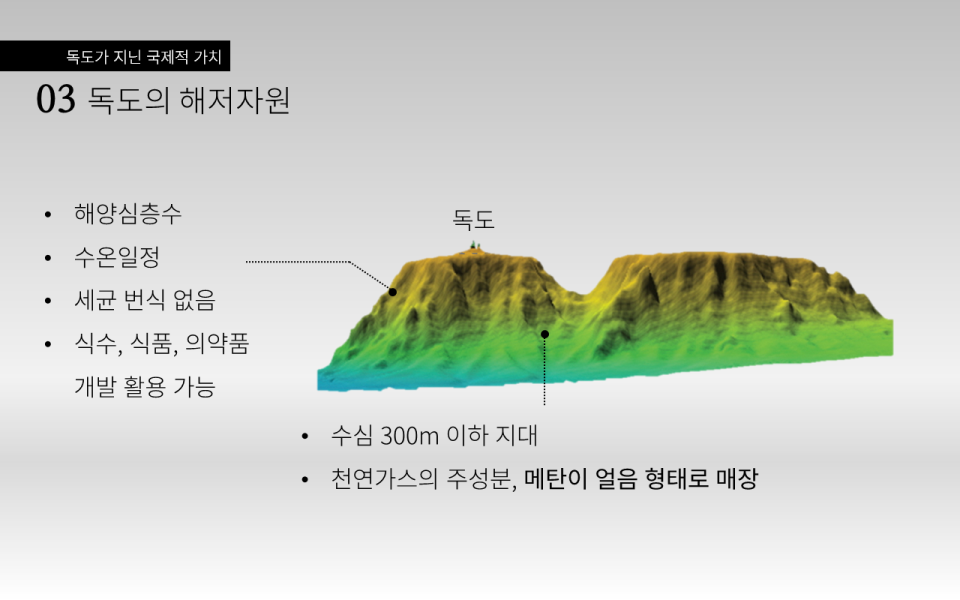 독도가 지닌 국제적 가치
03 독도의 해저자원
• 해양심층수
• 수온일정
• 세균 번식 없음
• 식수, 식품, 의약품
개발 활용 가능
독도
• 수심 300m 이하 지대
• 천연가스의 주성분, 메탄이 얼음 형태로 매장